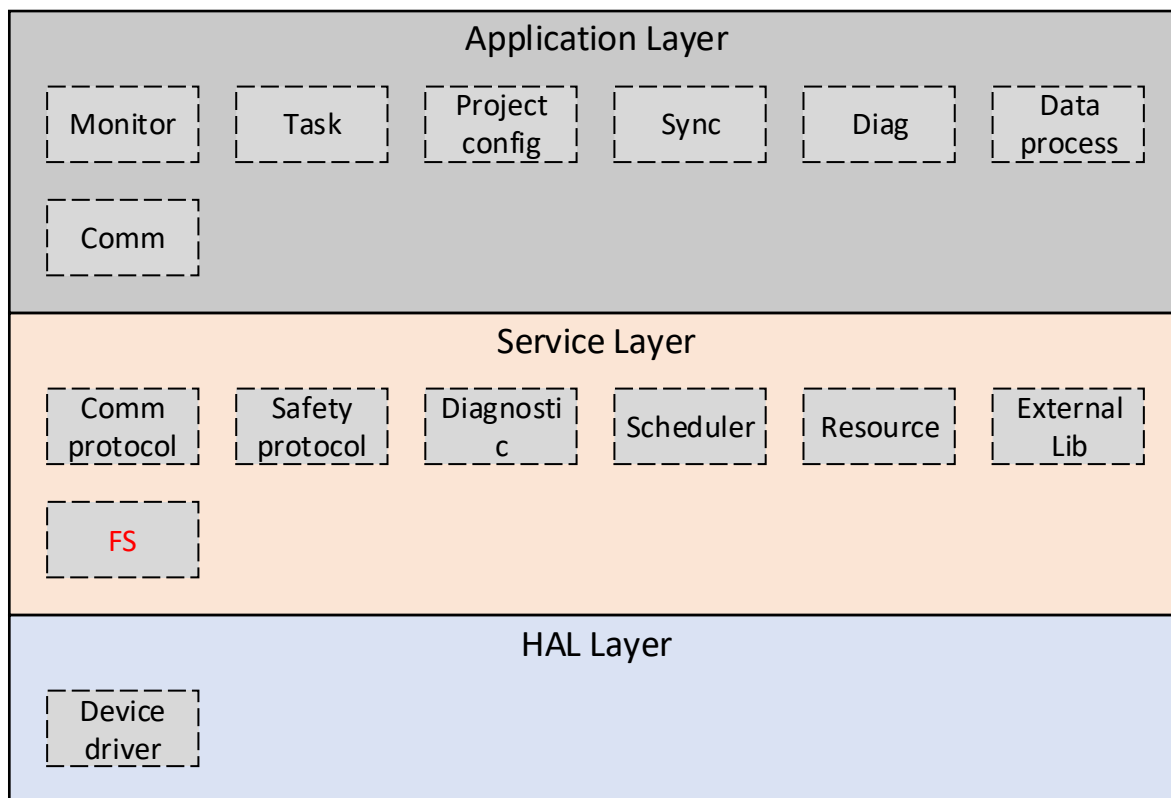 Application Layer
Monitor
Task
Project
config
Sync
Diag
Data
process
Comm
Service Layer
Comm
protocol
Safety
protocol
Diagnosti
c
Scheduler
Resource
External
Lib
FS
HAL Layer
Device
driver